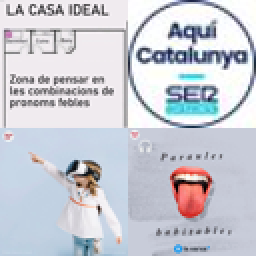 LA CASA IDEAL
Zona de pensar en
les combinacions de
pronoms febles
Aquí
Catalunya
SER
Paraules
habitables